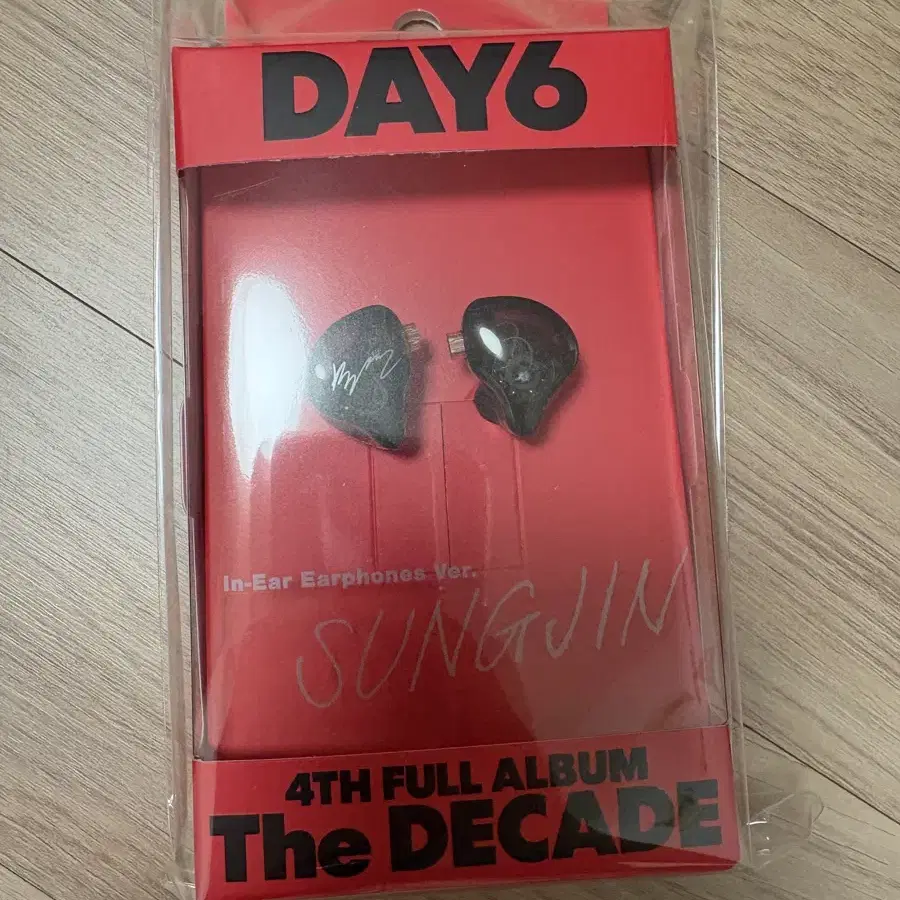 DAY6
In-Ear Earphones Ver.
SUNGJIN
4TH FULL ALBUM
The DECADE